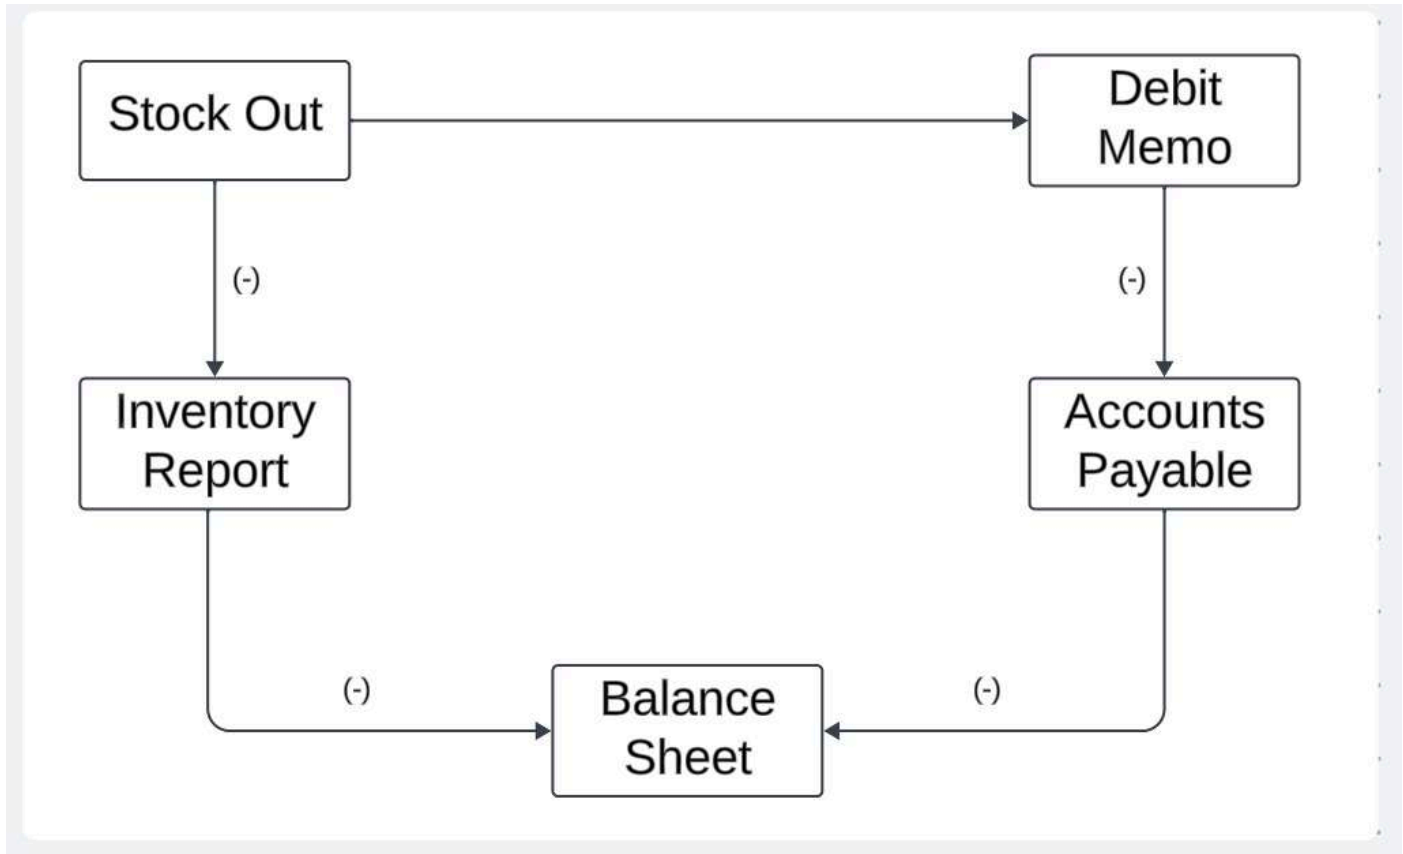 Stock Out
Debit
Memo
(-)
(-)
Inventory
Report
Accounts
Payable
(-)
(-)
Balance
Sheet